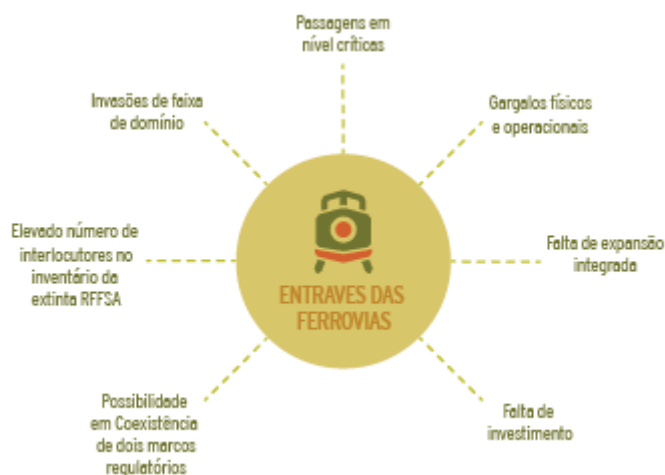 Passagens em
nível críticas
Invasões de faixa
de domínio
Gargalos físicos
e operacionais
Elevado número de
interlocutores no
inventário da
extinta RFFSA
ENTRAVES DAS
FERROVIAS
Falta de expansão
integrada
Possibilidade
em Coexistência
de dois marcos
regulatórios
Falta de
investimento